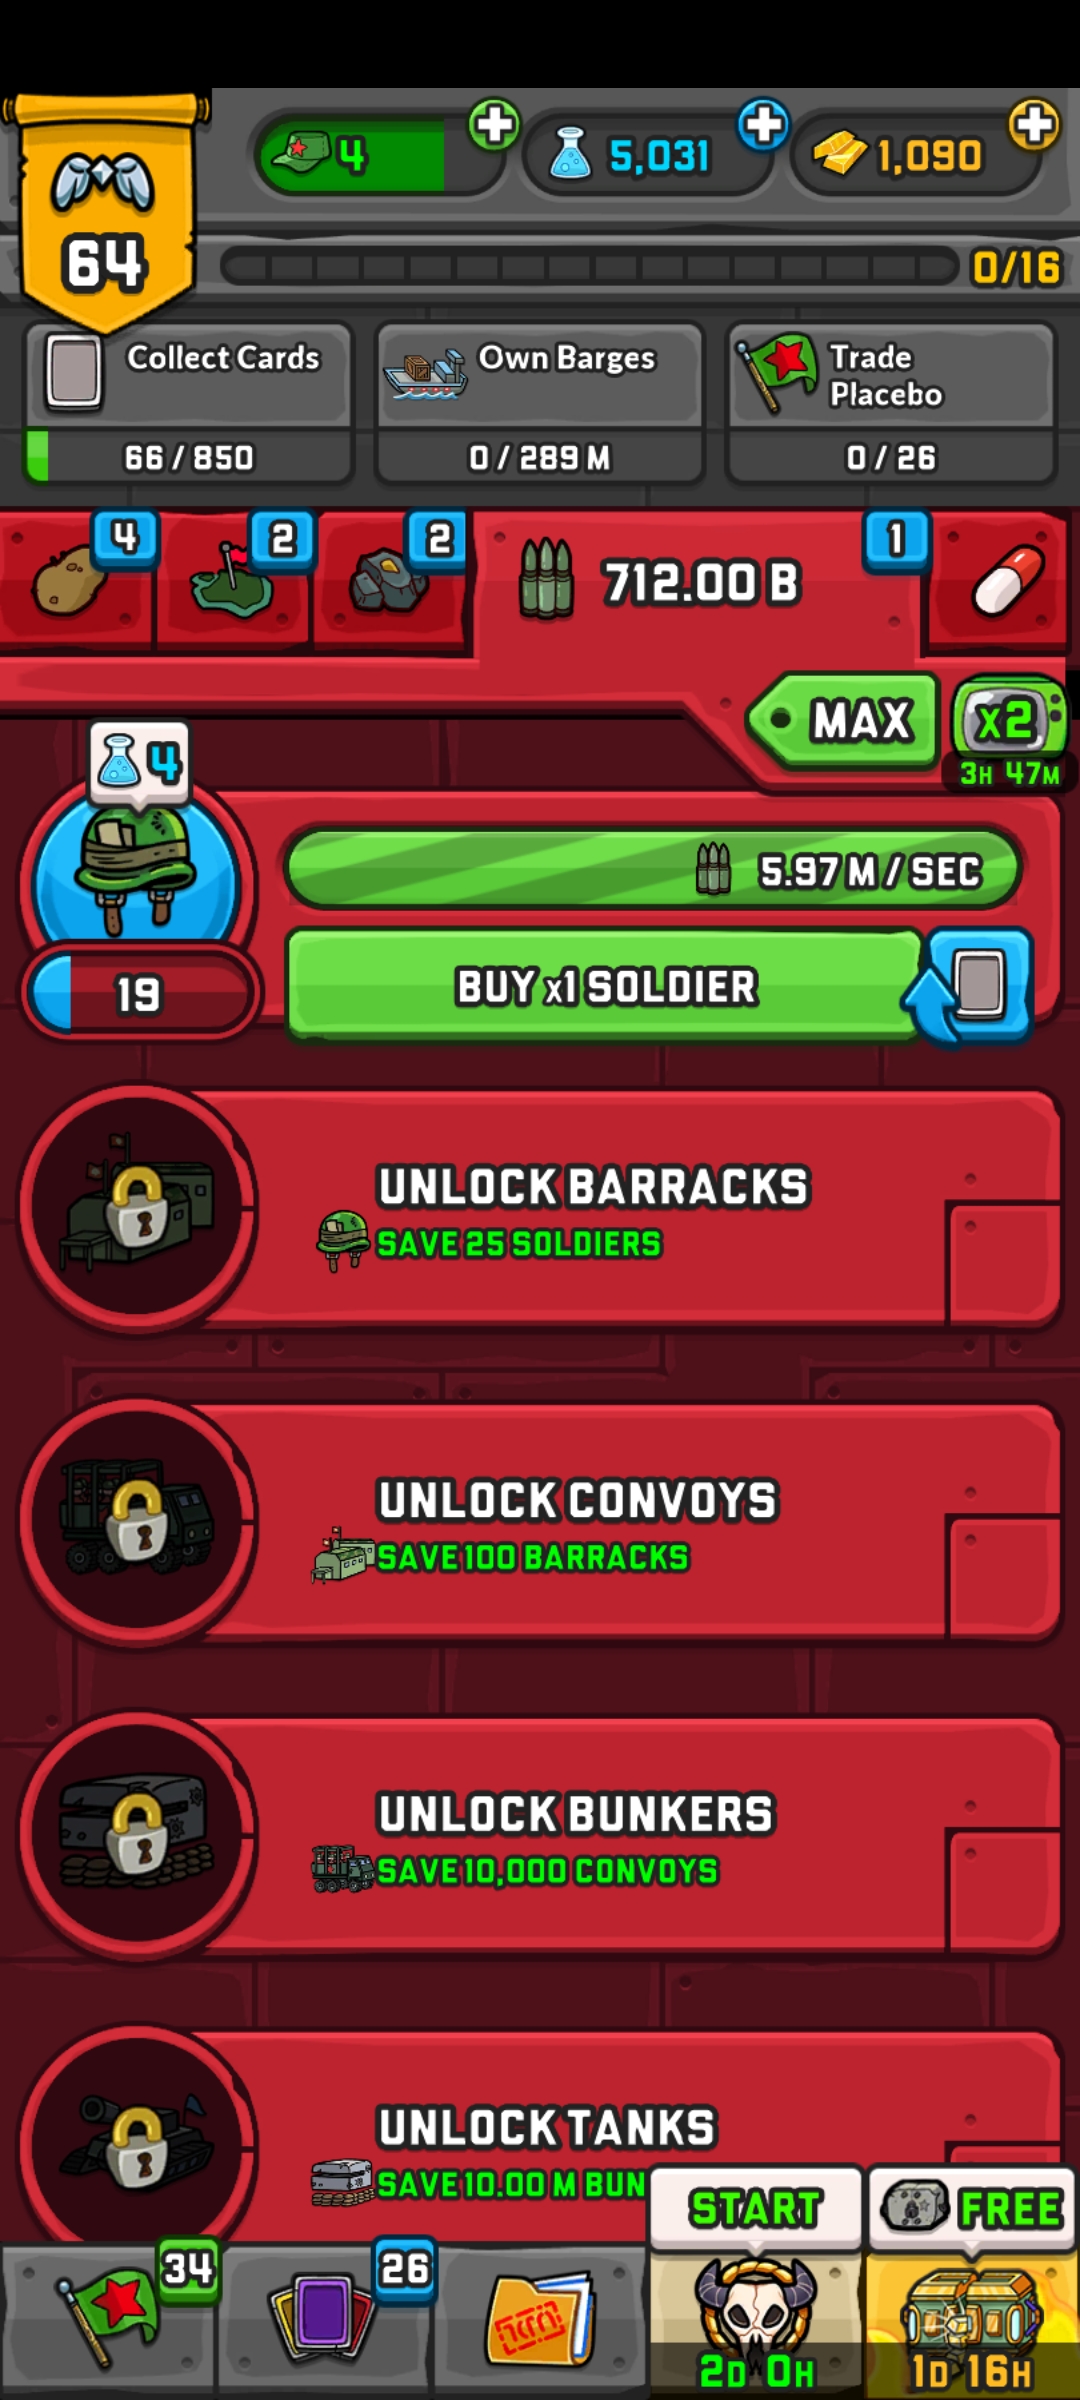 4
5,031
1,090
64
0/16
Collect Cards
66 / 850
Own Barges
0 / 289 M
Trade
Placebo
0 / 26
4
2
2
712.00 B
1
MAX
x2
3H 47M
4
5.97 M / SEC
19
BUY x1 SOLDIER
UNLOCK BARRACKS
SAVE 25 SOLDIERS
UNLOCK CONVOYS
SAVE 100 BARRACKS
UNLOCK BUNKERS
SAVE 10,000 CONVOYS
UNLOCK TANKS
SAVE 10.00 M BUN
START
FREE
34
26
2D 0H
1D 16H